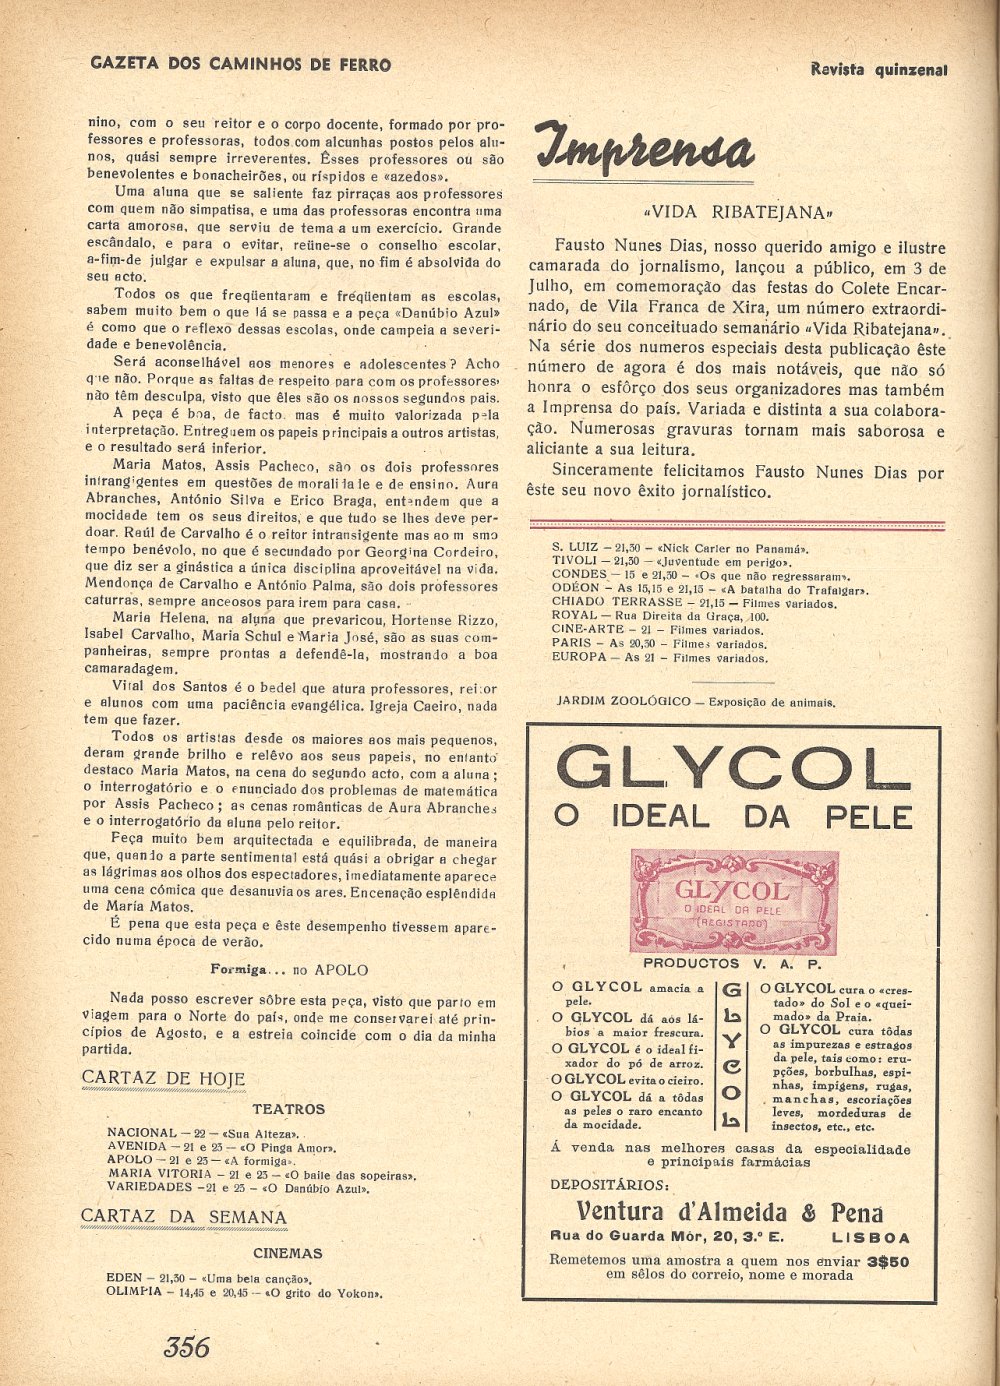 GAZETA DOS CAMINHOS DE FERRO
Revista quinzenal
nino, com o seu reitor e o corpo docente, formado por pro-
fessores e professoras, todos com alcunhas postos pelos alu-
nos, quási sempre irreverentes. Êsses professores ou são
benevolentes e bonacheirões, ou ríspidos e «azedos».
Uma aluna que se saliente faz pirraças aos professores
com quem não simpatisa, e uma das professoras encontra uma
carta amorosa, que serviu de tema a um exercício. Grande
escândalo, e para o evitar, reüne-se o conselho escolar,
a-fim-de julgar e expulsar a aluna, que, no fim é absolvida do
seu acto.
Todos os que freqüentaram e freqüentam as escolas,
sabem muito bem o que lá se passa e a peça «Danúbio Azul»
é como que o reflexo dessas escolas, onde campeia a severi-
dade e benevolência.
Será aconselhável aos menores e adolescentes? Acho
que não. Porque as faltas de respeito para com os professores,
não têm desculpa, visto que êles são os nossos segundos pais.
A peça é boa, de facto. mas é muito valorizada pela
interpretação. Entreguem os papeis principais a outros artistas,
e o resultado será inferior.
Maria Matos, Assis Pacheco, são os dois professores
intrangigentes em questões de moralidade e de ensino. Aura
Abranches, António Silva e Erico Braga, entendem que a
mocidade tem os seus direitos, e que tudo se lhes deve per-
doar. Raúl de Carvalho é o reitor intransigente mas ao m smo
tempo benévolo, no que é secundado por Georgina Cordeiro,
que diz ser a ginástica a única disciplina aproveitável na vida.
Mendonça de Carvalho e António Palma, são dois professores
caturras, sempre anceosos para irem para casa.
Maria Helena, na aluna que prevaricou, Hortense Rizzo,
Isabel Carvalho, Maria Schul e Maria José, são as suas com-
panheiras, sempre prontas a defendê-la, mostrando a boa
camaradagem.
Vital dos Santos é o bedel que atura professores, reitor
e alunos com uma paciência evangélica. Igreja Caeiro, nada
tem que fazer.
Todos os artistas desde os maiores aos mais pequenos,
deram grande brilho e relêvo aos seus papeis, no entanto
destaco Maria Matos, na cena do segundo acto, com a aluna;
o interrogatório e o enunciado dos problemas de matemática
por Assis Pacheco; as cenas românticas de Aura Abranches
e o interrogatório da aluna pelo reitor.
Peça muito bem arquitectada e equilibrada, de maneira
que, quando a parte sentimental está quási a obrigar a chegar
as lágrimas aos olhos dos espectadores, imediatamente aparece
uma cena cómica que desanuvia os ares. Encenação esplêndida
de Maria Matos.
É pena que esta peça e êste desempenho tivessem apare-
cido numa época de verão.
Formiga... no APOLO
Nada posso escrever sôbre esta peça, visto que parto em
viagem para o Norte do país, onde me conservarei até prin-
cípios de Agosto, e a estreia coincide com o dia da minha
partida.
CARTAZ DE HOJE
TEATROS
NACIONAL — 22 — «Sua Alteza».
AVENIDA — 21 e 23 — «O Pinga Amor».
APOLO — 21 e 23 — «A formiga».
MARIA VITORIA — 21 e 23 — «O baile das sopeiras».
VARIEDADES — 21 e 23 — «O Danúbio Azul».
CARTAZ DA SEMANA
CINEMAS
EDEN — 21,30 — «Uma bela canção».
OLIMPIA — 14,45 e 20,45 — «O grito do Yokon».
356
Imprensa
«VIDA RIBATEJANA»
Fausto Nunes Dias, nosso querido amigo e ilustre
camarada do jornalismo, lançou a público, em 3 de
Julho, em comemoração das festas do Colete Encar-
nado, de Vila Franca de Xira, um número extraordi-
nário do seu conceituado semanário «Vida Ribatejana».
Na série dos numeros especiais desta publicação êste
número de agora é dos mais notáveis, que não só
honra o esfôrço dos seus organizadores mas também
a Imprensa do país. Variada e distinta a sua colabora-
ção. Numerosas gravuras tornam mais saborosa e
aliciante a sua leitura.
Sinceramente felicitamos Fausto Nunes Dias por
êste seu novo êxito jornalístico.
S. LUIZ — 21,30 — «Nick Carler no Panamá».
TIVOLI — 21,30 — «Juventude em perigo».
CONDES — 15 e 21,30 — «Os que não regressaram».
ODÉON — As 15,15 e 21,15 — «A batalha do Trafalgar».
CHIADO TERRASSE — 21,15 — Filmes variados.
ROYAL — Rua Direita da Graça, 100.
CINE-ARTE — 21 — Filmes variados.
PARIS — As 20,30 — Filmes variados.
EUROPA — As 21 — Filmes variados.
JARDIM ZOOLÓGICO — Exposição de animais.
GLYCOL
O IDEAL DA PELE
GLYCOL
O IDEAL DA PELE
(REGISTADO)
PRODUCTOS V. A. P.
O GLYCOL amacia a
pele.
O GLYCOL dá aos lá-
bios a maior frescura.
O GLYCOL é o ideal fi-
xador do pó de arroz.
O GLYCOL evita o cieiro.
O GLYCOL dá a tôdas
as peles o raro encanto
da mocidade.
GLYCOL
O GLYCOL cura o «cres-
tado» do Sol e o «quei-
mado» da Praia.
O GLYCOL cura tôdas
as impurezas e estragos
da pele, tais como: eru-
pções, borbulhas, espi-
nhas, impigens, rugas,
manchas, escoriações
leves, mordeduras de
insectos, etc., etc.
Á venda nas melhores casas da especialidade
e principais farmácias
DEPOSITÁRIOS:
Ventura d'Almeida & Pena
Rua do Guarda Mór, 20, 3.º E. LISBOA
Remetemos uma amostra a quem nos enviar 3$50
em sêlos do correio, nome e morada